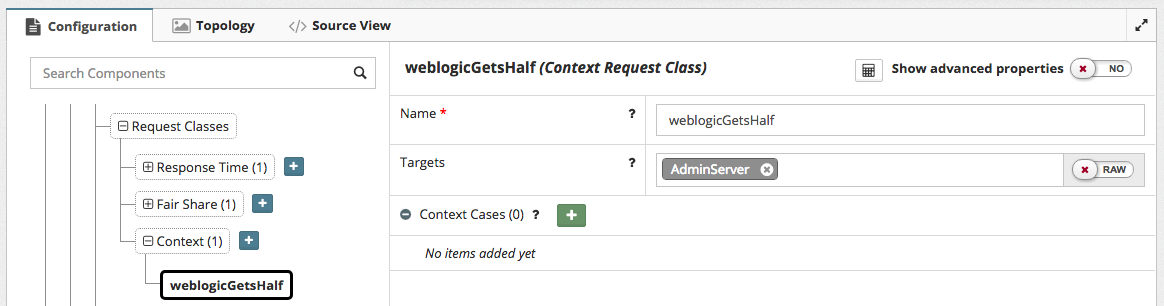 Configuration
Topology
</> Source View
Search Components
Request Classes
Response Time (1)
Fair Share (1)
Context (1)
weblogicGetsHalf
weblogicGetsHalf (Context Request Class)
Show advanced properties
NO
Name * ?
weblogicGetsHalf
Targets ?
AdminServer
RAW
Context Cases (0) ?
No items added yet